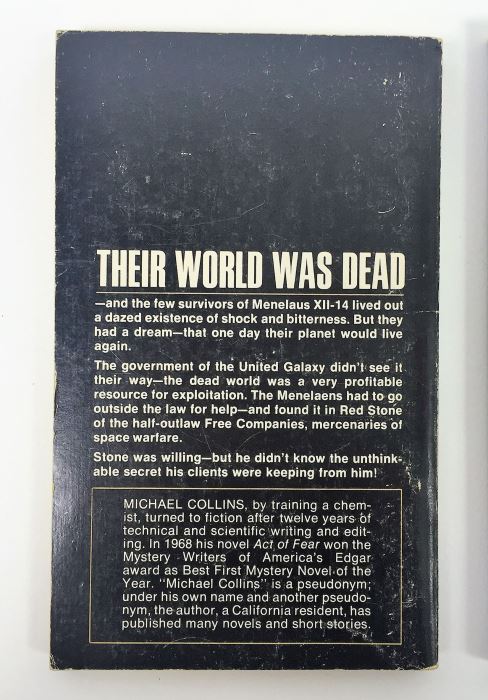 THEIR WORLD WAS DEAD
—and the few survivors of Menelaus XII-14 lived out
a dazed existence of shock and bitterness. But they
had a dream—that one day their planet would live
again.
The government of the United Galaxy didn't see it
their way—the dead world was a very profitable
resource for exploitation. The Menelaens had to go
outside the law for help—and found it in Red Stone
of the half-outlaw Free Companies, mercenaries of
space warfare.
Stone was willing—but he didn't know the unthink-
able secret his clients were keeping from him!
MICHAEL COLLINS, by training a chem-
ist, turned to fiction after twelve years of
technical and scientific writing and edit-
ing. In 1968 his novel Act of Fear won the
Mystery Writers of America's Edgar
award as Best First Mystery Novel of the
Year. "Michael Collins" is a pseudonym;
under his own name and another pseudo-
nym, the author, a California resident, has
published many novels and short stories.